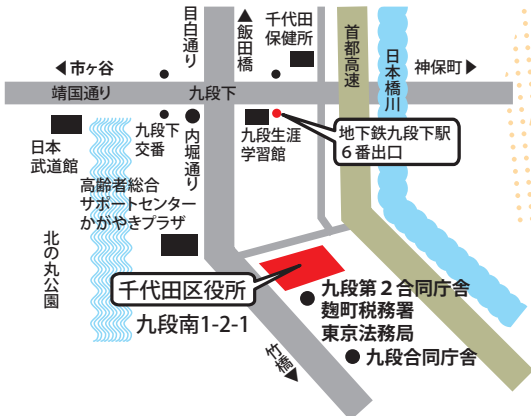 目白通り
▲飯田橋
千代田
保健所
首都高速
日本橋川
◀市ヶ谷
神保町▶
靖国通り
九段下
日本
武道館
九段下
交番
内堀通り
九段生涯
学習館
地下鉄九段下駅
6番出口
高齢者総合
サポートセンター
かがやきプラザ
北の丸公園
千代田区役所
九段南1-2-1
九段第2合同庁舎
麹町税務署
東京法務局
九段合同庁舎
竹橋▼